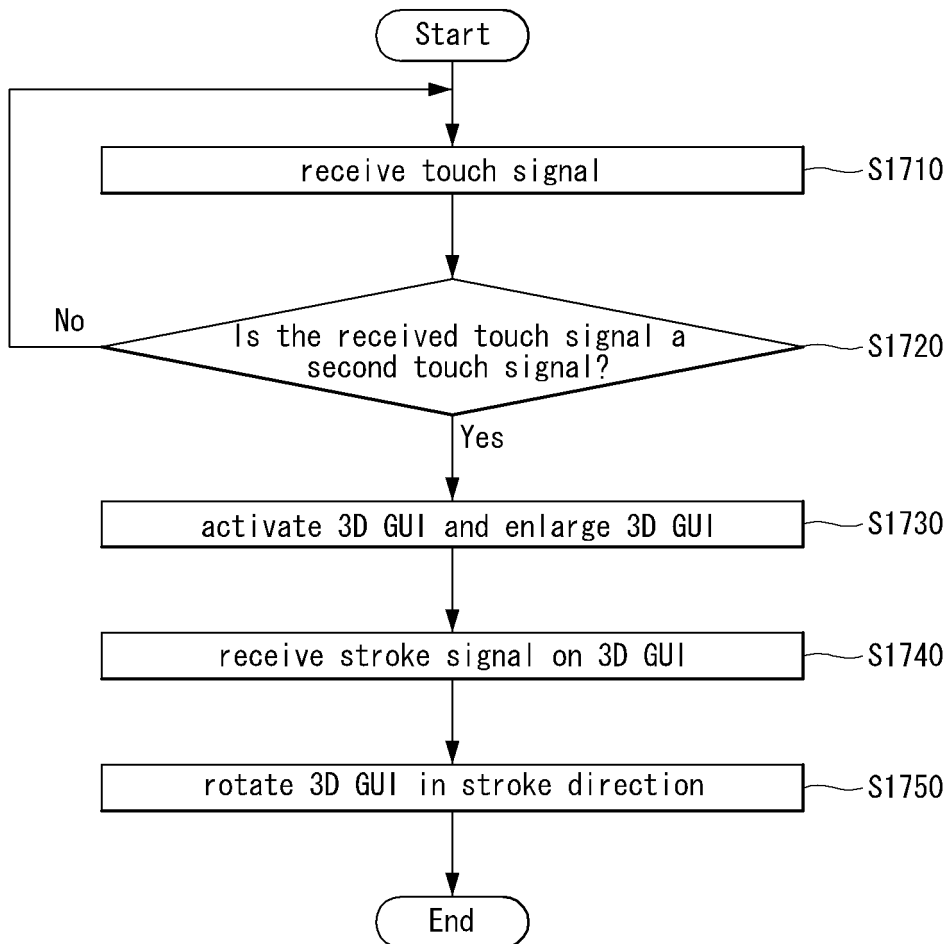 Start
receive touch signal
S1710
Is the received touch signal a
second touch signal?
S1720
No
Yes
activate 3D GUI and enlarge 3D GUI
S1730
receive stroke signal on 3D GUI
S1740
rotate 3D GUI in stroke direction
S1750
End